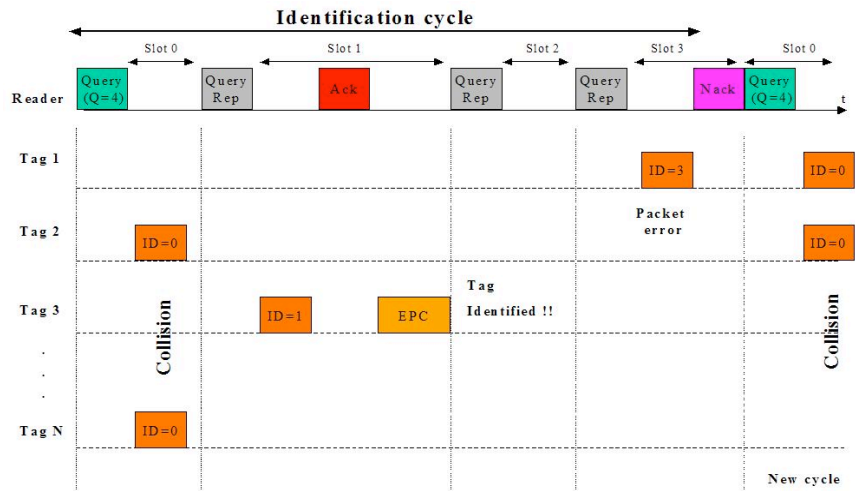 Identification cycle
Slot 0
Slot 1
Slot 2
Slot 3
Slot 0
Reader
Query
(Q=4)
Query
Rep
Ack
Query
Rep
Query
Rep
Nack
Query
(Q=4)
t
Tag 1
ID=3
ID=0
Packet
error
Tag 2
ID=0
ID=0
Tag 3
ID=1
EPC
Tag
Identified !!
Collision
Collision
.
.
.
Tag N
ID=0
New cycle